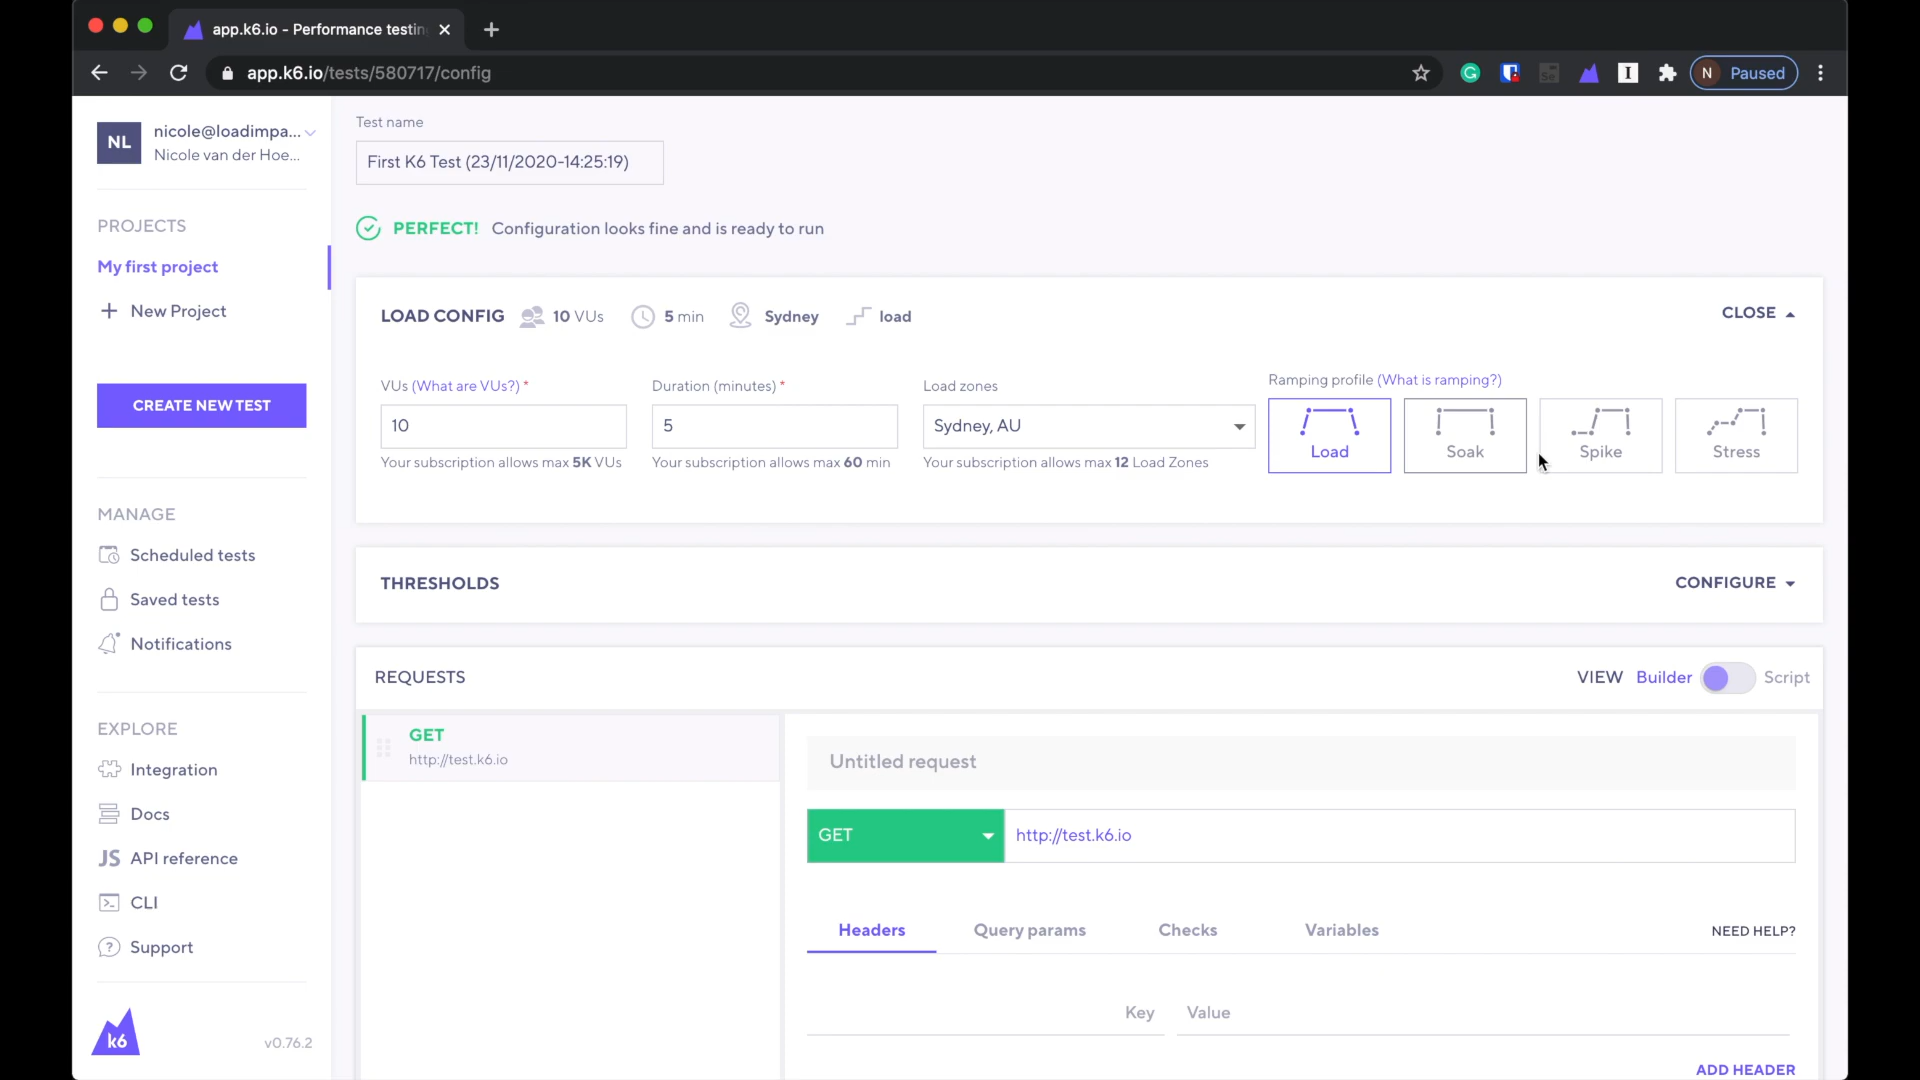 app.k6.io - Performance testin
app.k6.io/tests/580717/config
N Paused
NL
nicole@loadimpa...
Nicole van der Hoe...
PROJECTS
My first project
New Project
CREATE NEW TEST
MANAGE
Scheduled tests
Saved tests
Notifications
EXPLORE
Integration
Docs
JS API reference
CLI
Support
k6
v0.76.2
Test name
First K6 Test (23/11/2020-14:25:19)
PERFECT! Configuration looks fine and is ready to run
LOAD CONFIG 10 VUs 5 min Sydney load
CLOSE
VUs (What are VUs?) *
10
Your subscription allows max 5K VUs
Duration (minutes) *
5
Your subscription allows max 60 min
Load zones
Sydney, AU
Your subscription allows max 12 Load Zones
Ramping profile (What is ramping?)
Load
Soak
Spike
Stress
THRESHOLDS
CONFIGURE
REQUESTS
VIEW Builder Script
GET
http://test.k6.io
Untitled request
GET
http://test.k6.io
Headers
Query params
Checks
Variables
NEED HELP?
Key
Value
ADD HEADER